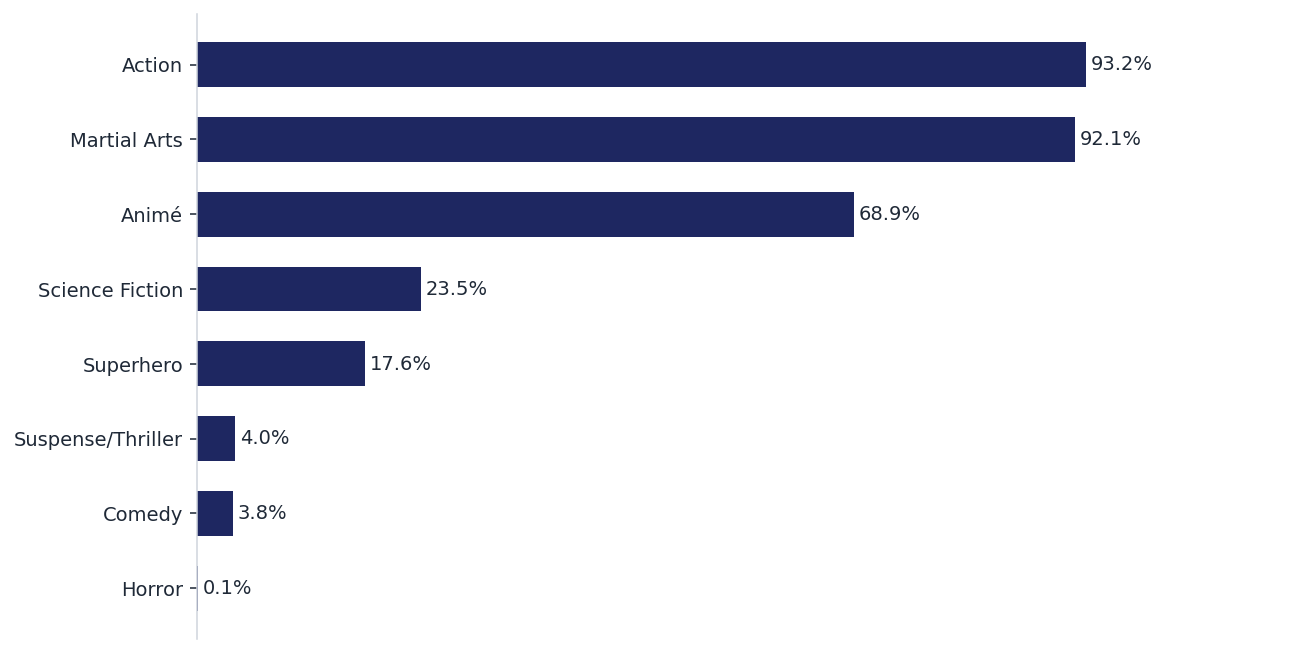 Action 93.2%
Martial Arts 92.1%
Animé 68.9%
Science Fiction 23.5%
Superhero 17.6%
Suspense/Thriller 4.0%
Comedy 3.8%
Horror 0.1%